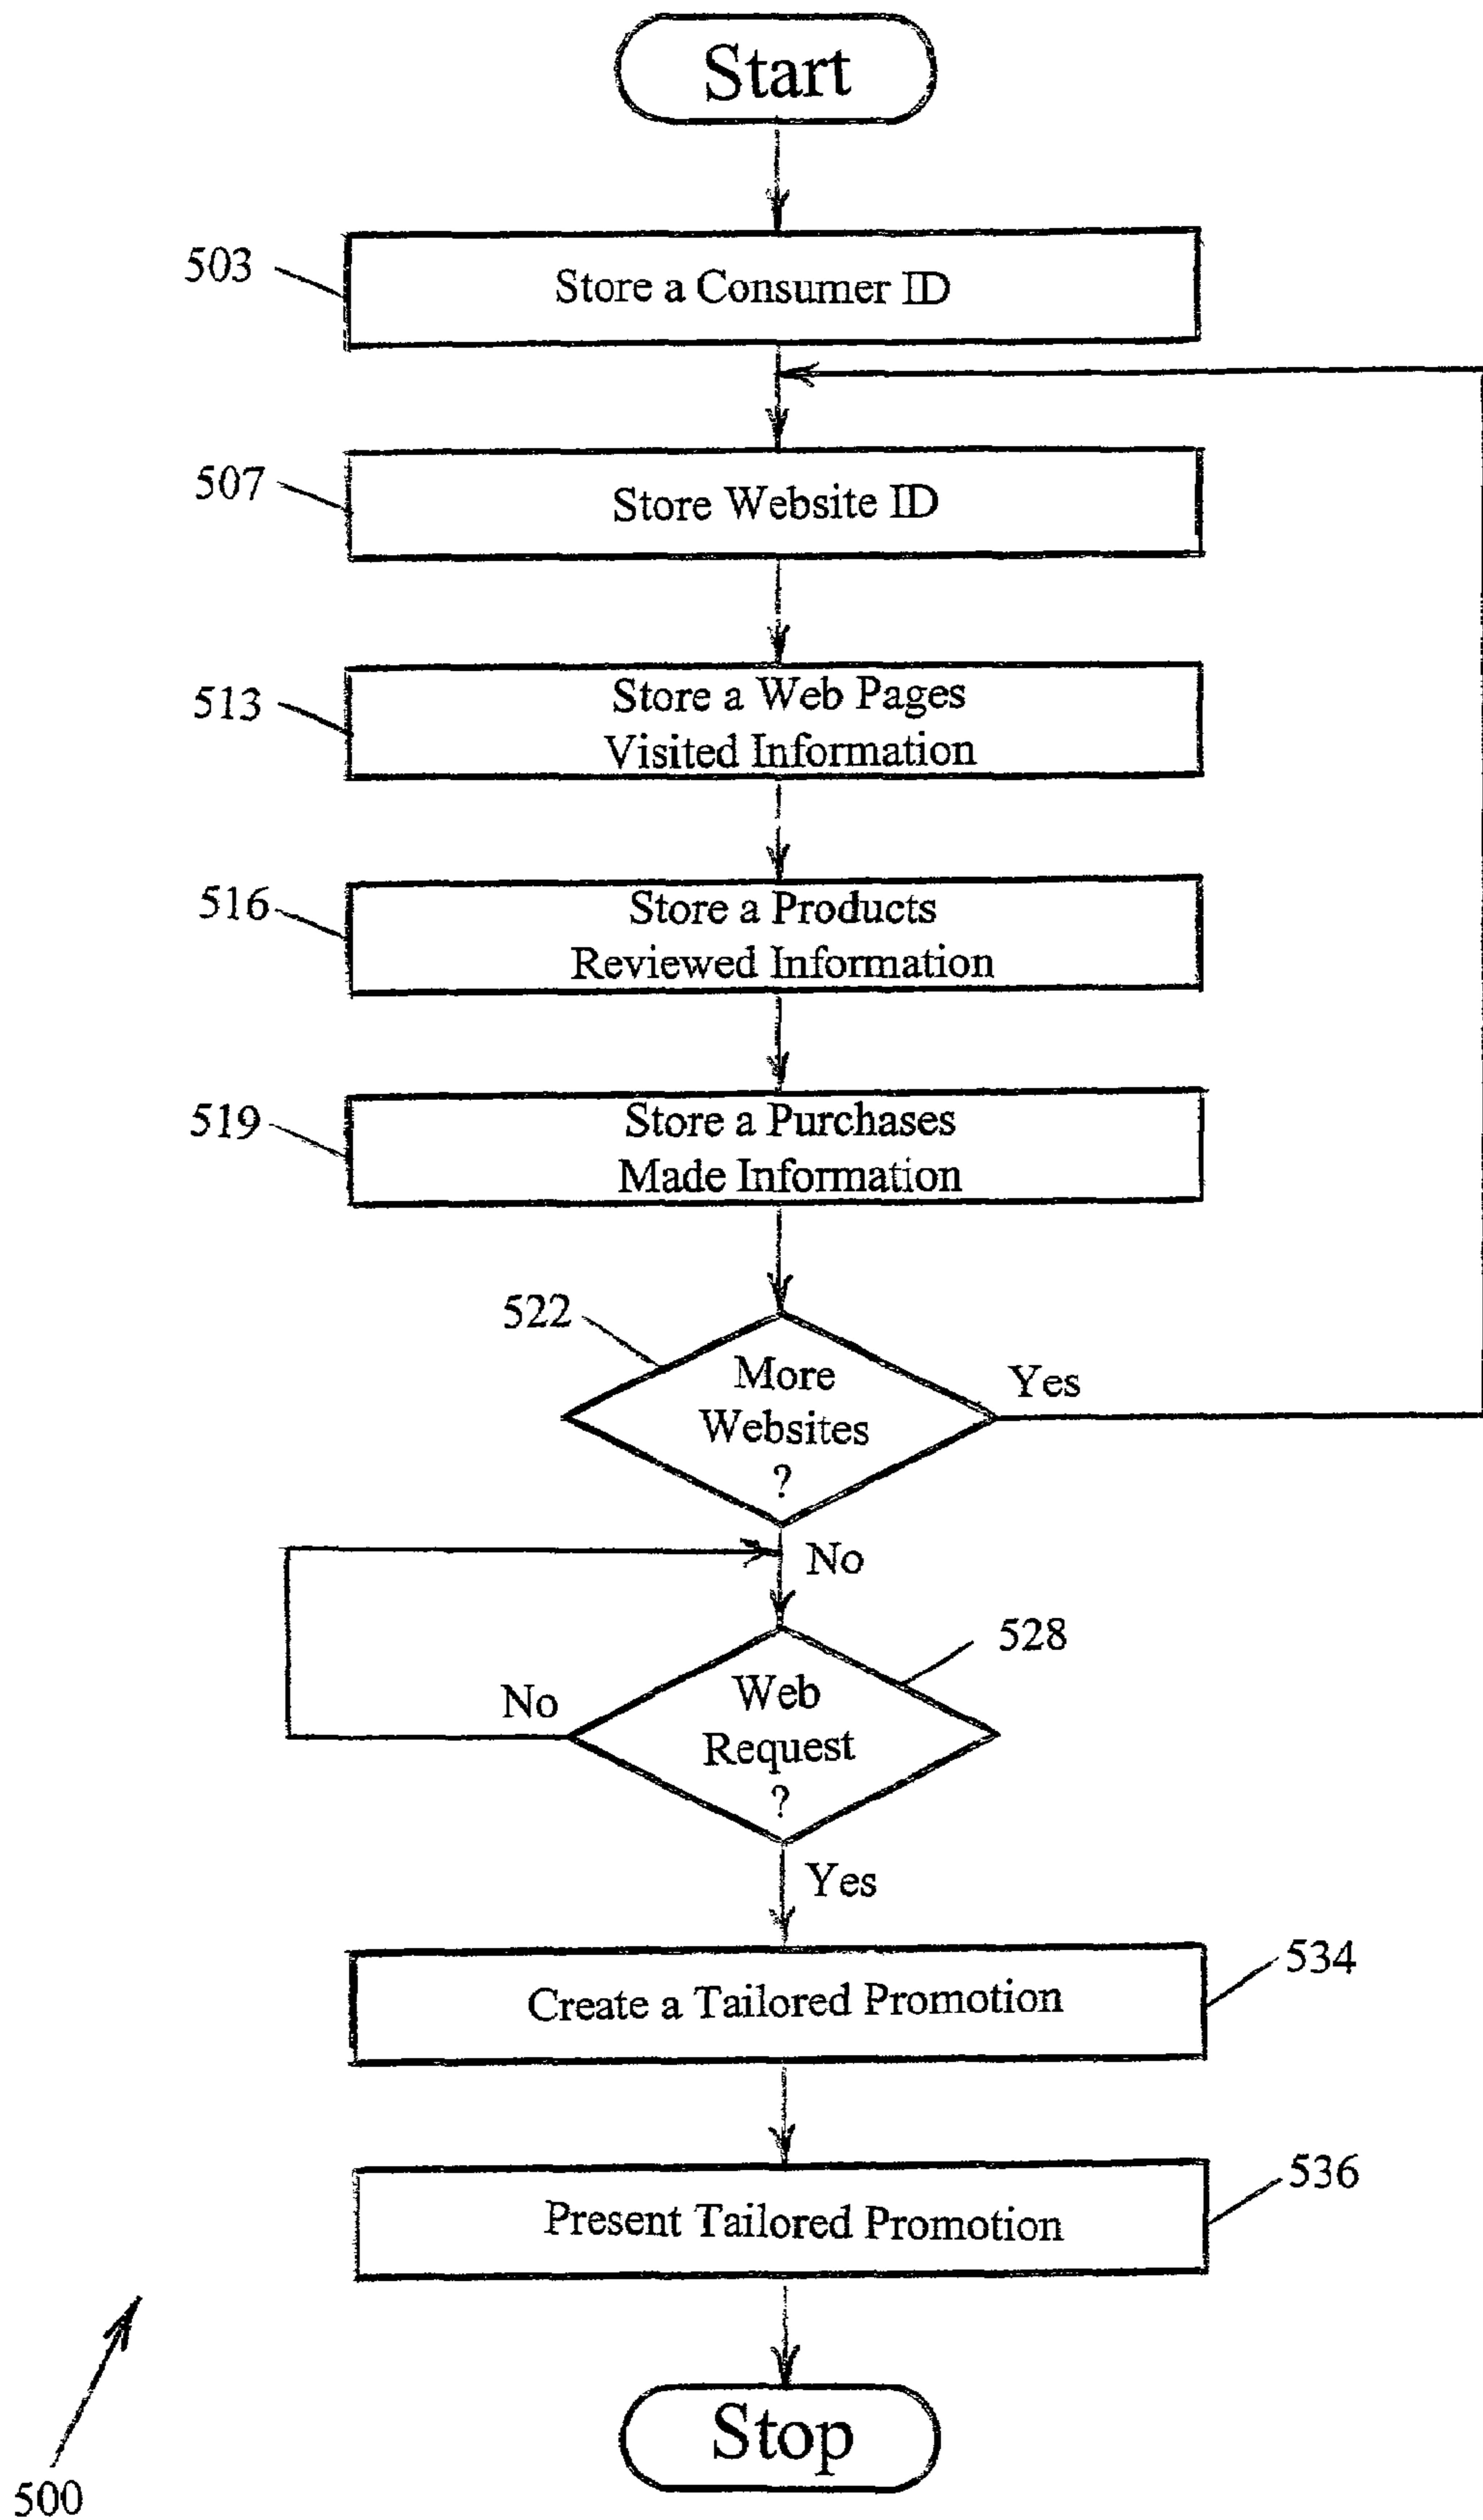 Start
503
Store a Consumer ID
507
Store Website ID
513
Store a Web Pages
Visited Information
516
Store a Products
Reviewed Information
519
Store a Purchases
Made Information
522
More
Websites
?
Yes
No
528
Web
Request
?
No
Yes
534
Create a Tailored Promotion
536
Present Tailored Promotion
Stop
500